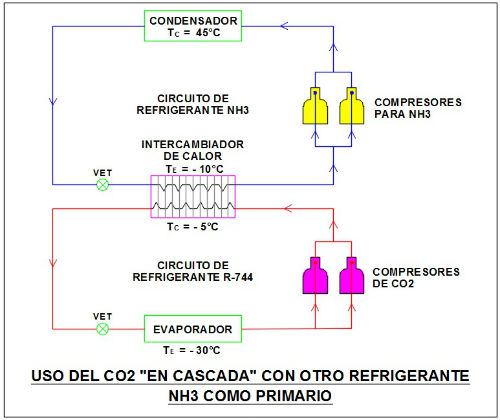 CONDENSADOR
TC = 45°C
CIRCUITO DE
REFRIGERANTE NH3
COMPRESORES
PARA NH3
INTERCAMBIADOR
DE CALOR
TE = - 10°C
VET
TC = - 5°C
CIRCUITO DE
REFRIGERANTE R-744
COMPRESORES
DE CO2
VET
EVAPORADOR
TE = - 30°C
USO DEL CO2 "EN CASCADA" CON OTRO REFRIGERANTE
NH3 COMO PRIMARIO